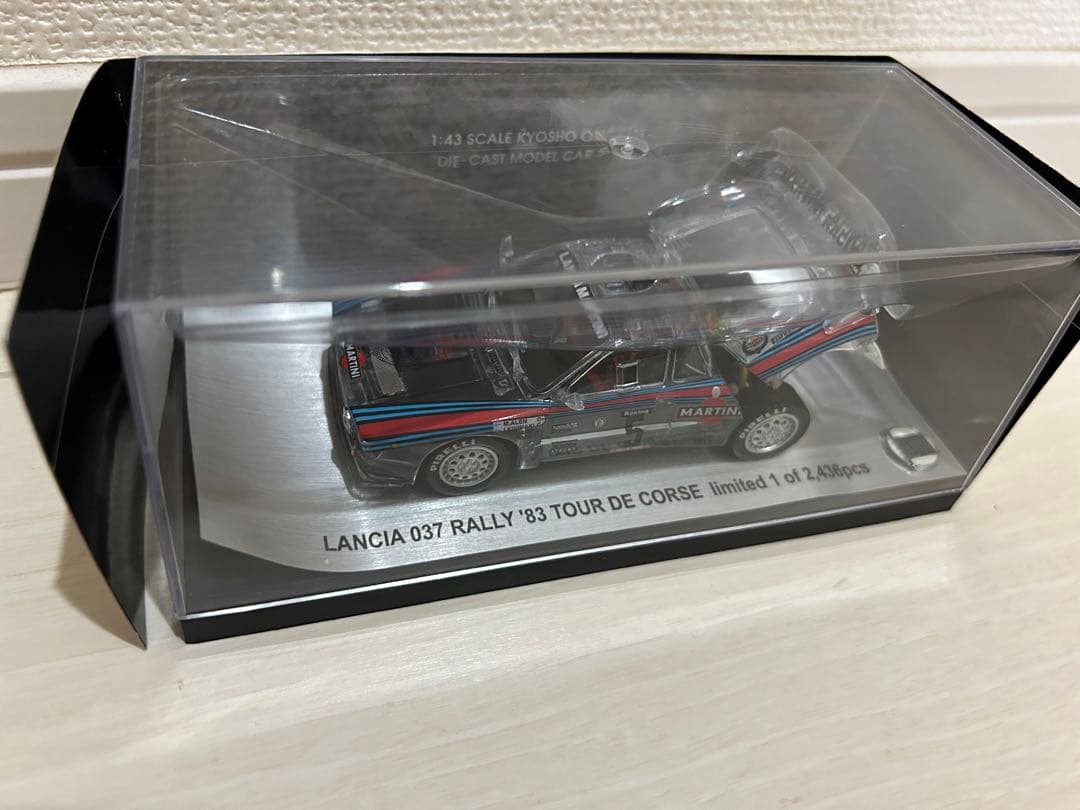 1:43 SCALE KYOSHO
DIE-CAST MODEL CAR
MARTINI
PIRELLI
Racing
MARTINI
PIRELLI
LANCIA 037 RALLY '83 TOUR DE CORSE limited 1 of 2,436pcs